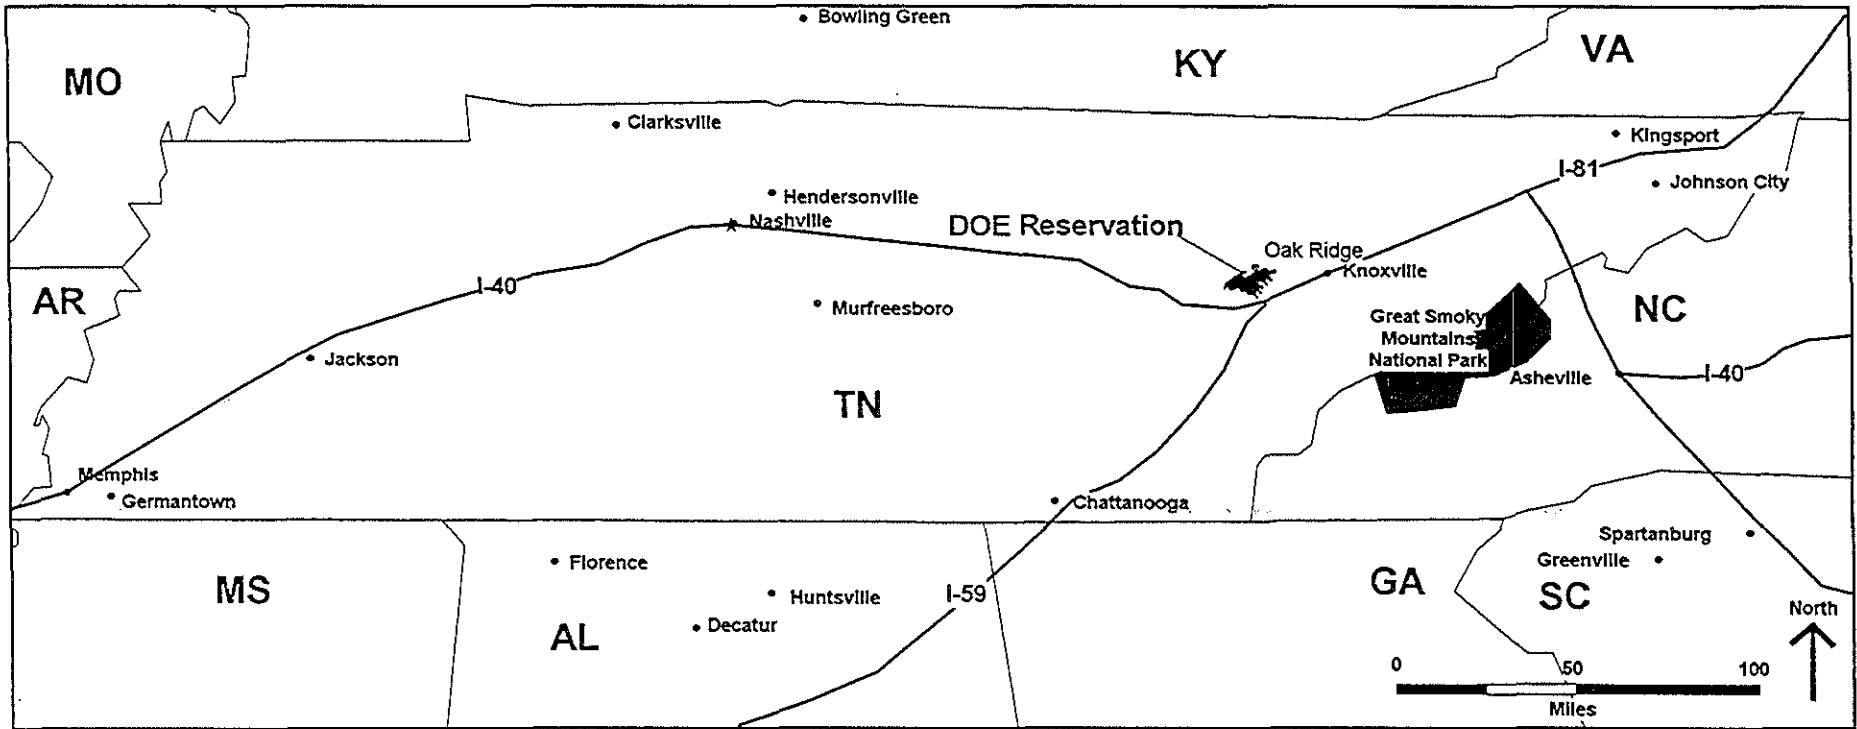 Bowling Green
MO
KY
VA
Clarksville
Kingsport
I-81
Johnson City
Hendersonville
Nashville
DOE Reservation
Oak Ridge
Knoxville
I-40
AR
Murfreesboro
Great Smoky
Mountains
National Park
NC
Jackson
Asheville
I-40
TN
Memphis
Germantown
Chattanooga
Spartanburg
Greenville
Florence
MS
Huntsville
I-59
GA
SC
North
Decatur
AL
0 50 100
Miles